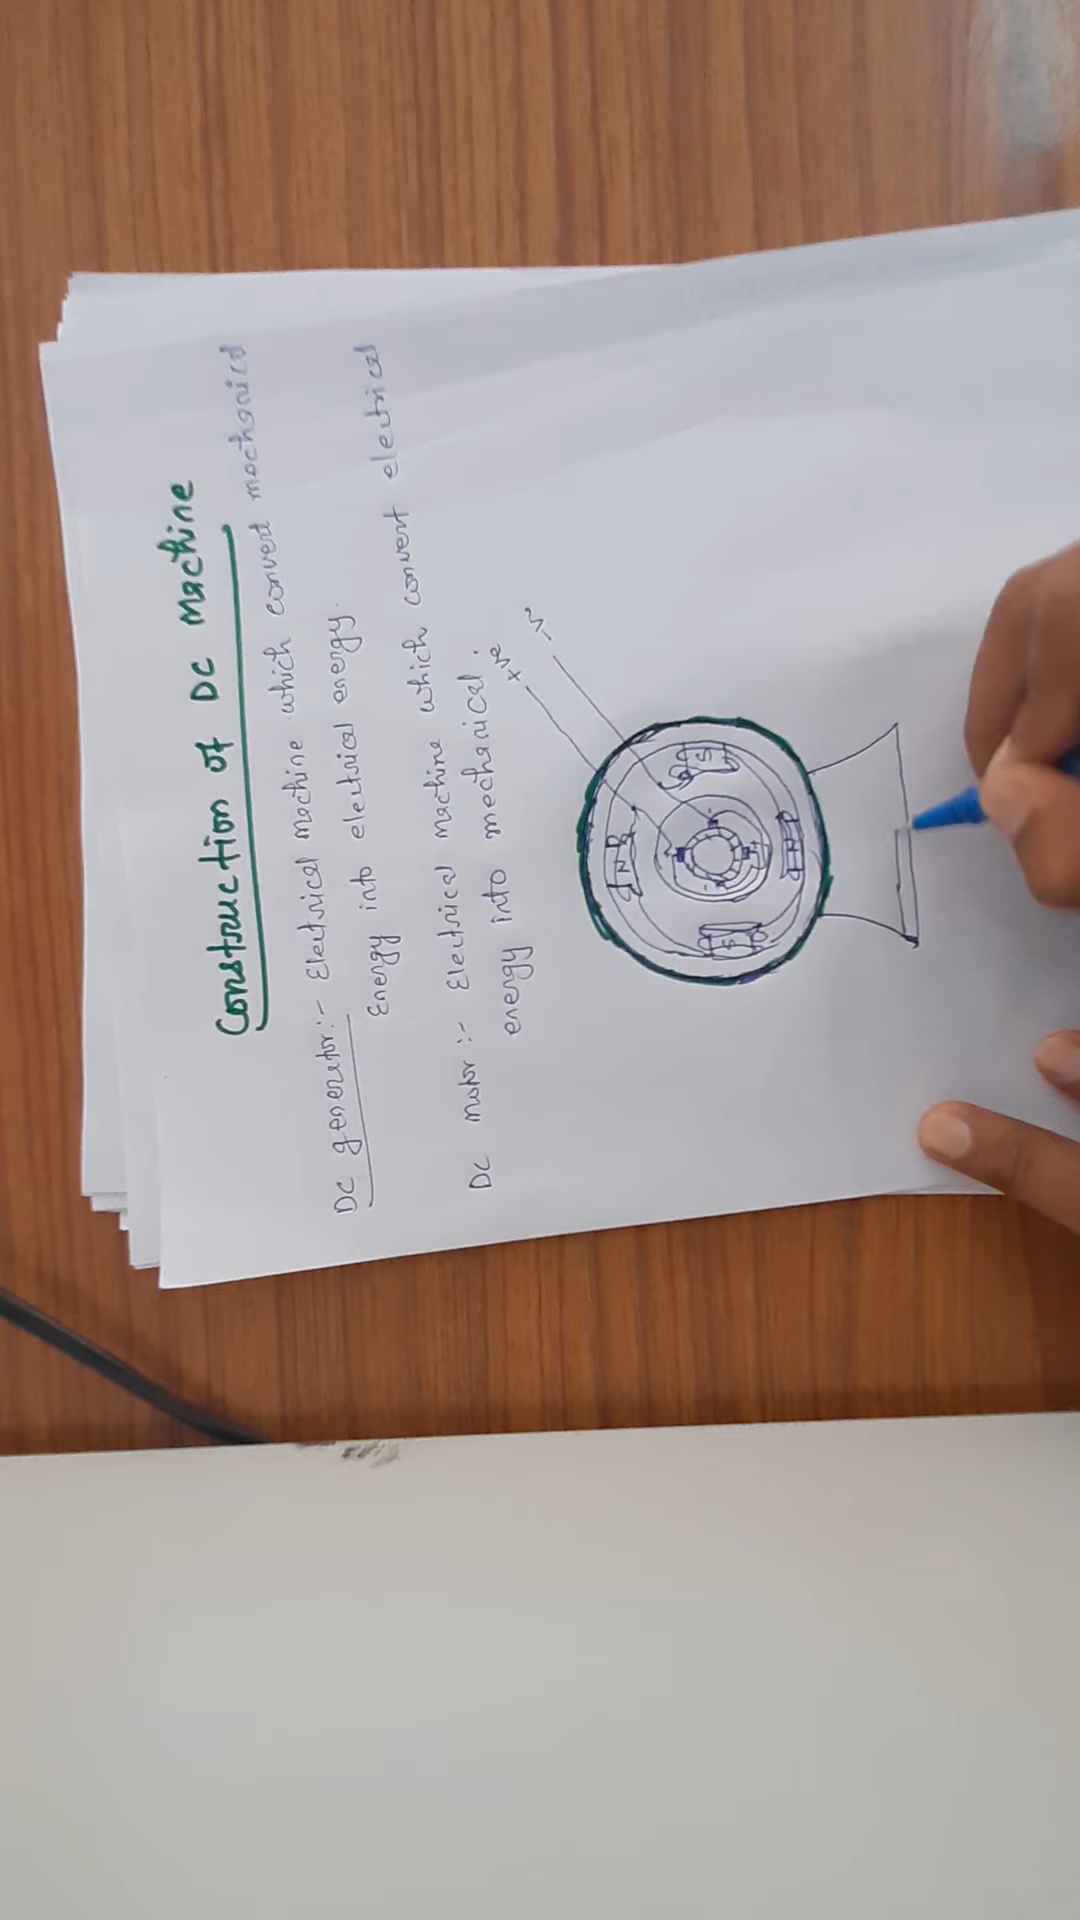 Construction of DC Machine
DC generator:- Electrical Machine which convert mechanical
Energy into electrical energy.
DC motor :- Electrical machine which convert electrical
energy into mechanical.
+ve
-ve
N
S
N
S